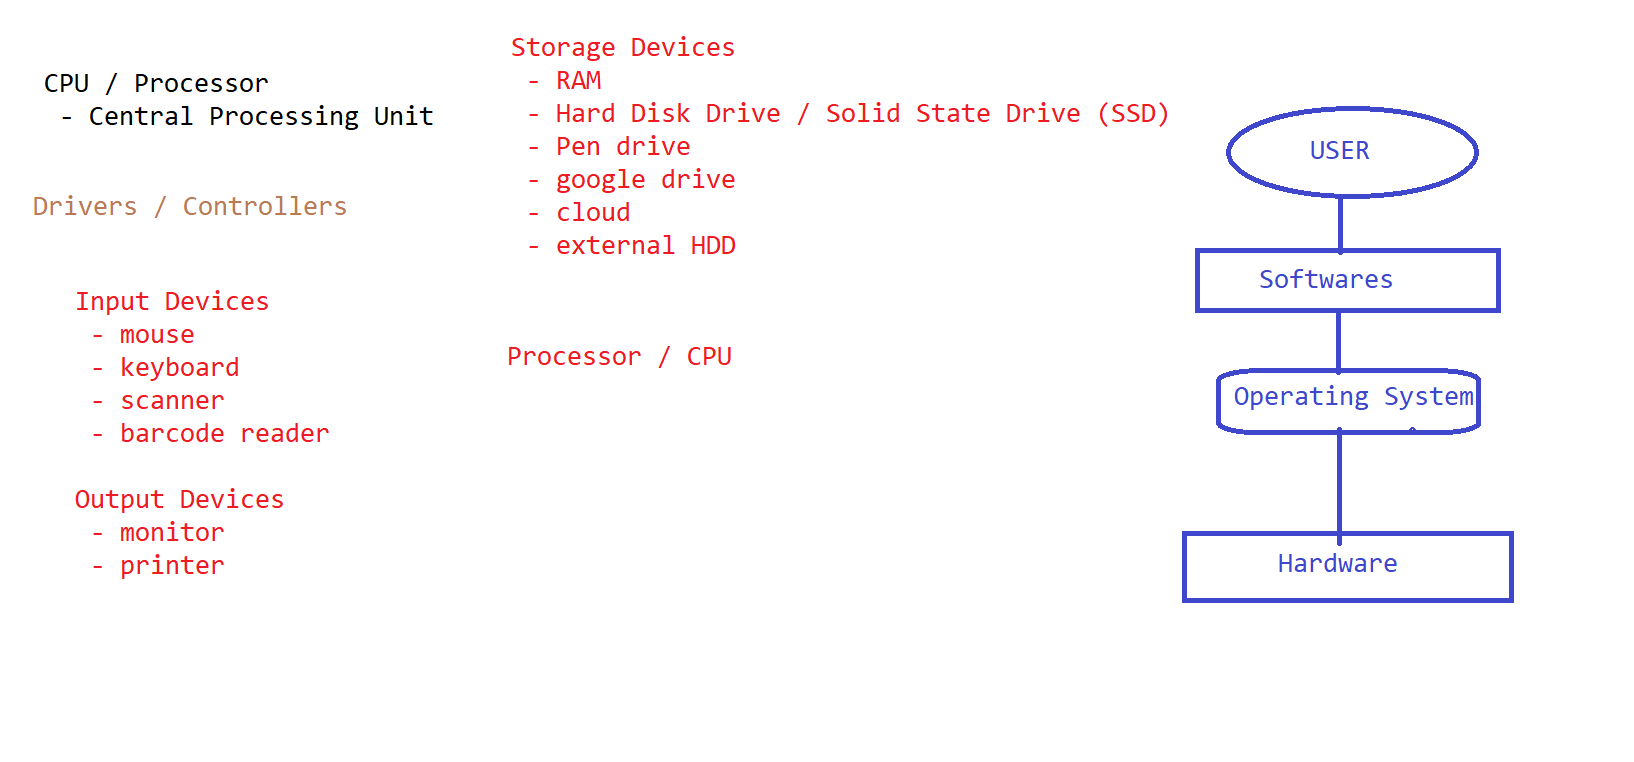 CPU / Processor
- Central Processing Unit
Drivers / Controllers
Input Devices
- mouse
- keyboard
- scanner
- barcode reader
Output Devices
- monitor
- printer
Storage Devices
- RAM
- Hard Disk Drive / Solid State Drive (SSD)
- Pen drive
- google drive
- cloud
- external HDD
Processor / CPU
USER
Softwares
Operating System
Hardware